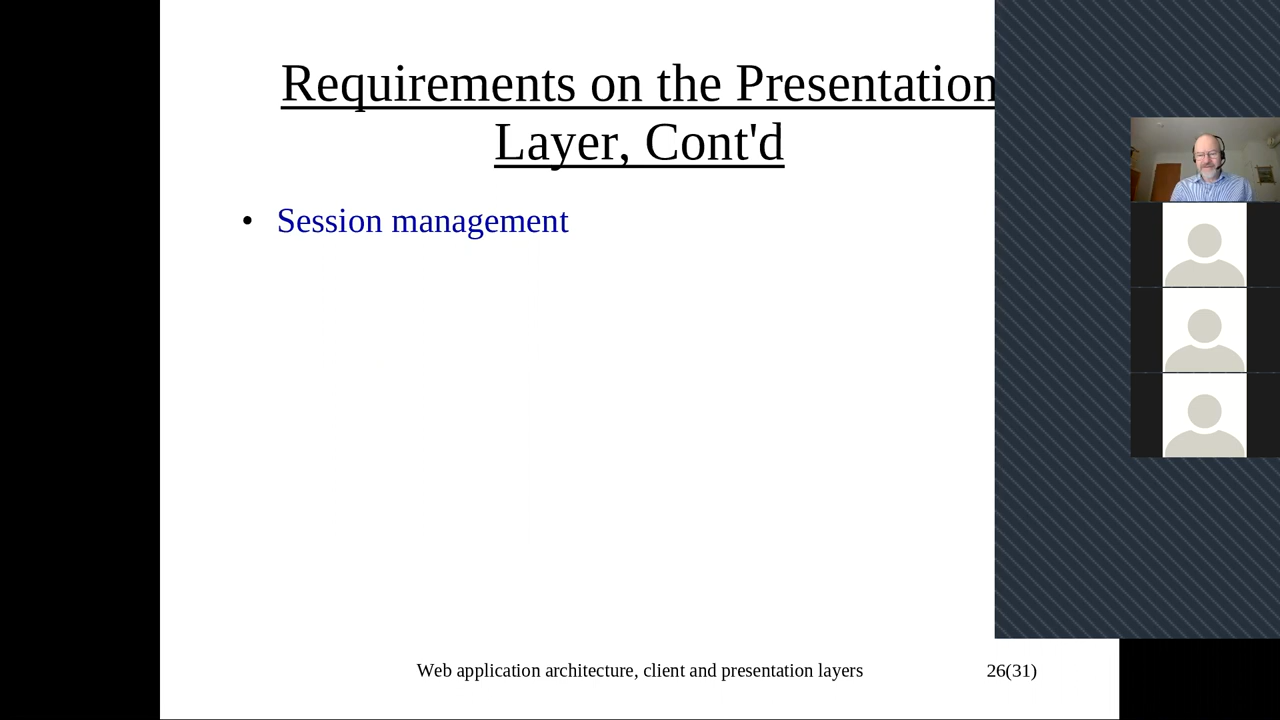 Requirements on the Presentation
Layer, Cont'd
• Session management
Web application architecture, client and presentation layers
26(31)